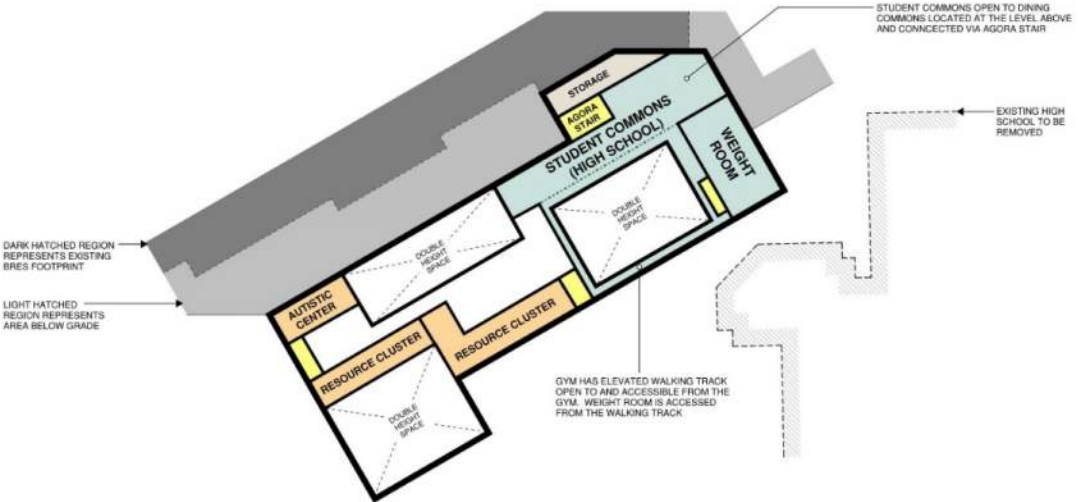 STUDENT COMMONS OPEN TO DINING
COMMONS LOCATED AT THE LEVEL ABOVE
AND CONNCECTED VIA AGORA STAIR
STORAGE
AGORA
STAIR
STUDENT COMMONS
(HIGH SCHOOL)
WEIGHT
ROOM
EXISTING HIGH
SCHOOL TO BE
REMOVED
DOUBLE
HEIGHT
SPACE
DOUBLE
HEIGHT
SPACE
DARK HATCHED REGION
REPRESENTS EXISTING
BRES FOOTPRINT
LIGHT HATCHED
REGION REPRESENTS
AREA BELOW GRADE
AUTISTIC
CENTER
RESOURCE CLUSTER
RESOURCE CLUSTER
DOUBLE
HEIGHT
SPACE
GYM HAS ELEVATED WALKING TRACK
OPEN TO AND ACCESSIBLE FROM THE
GYM. WEIGHT ROOM IS ACCESSED
FROM THE WALKING TRACK